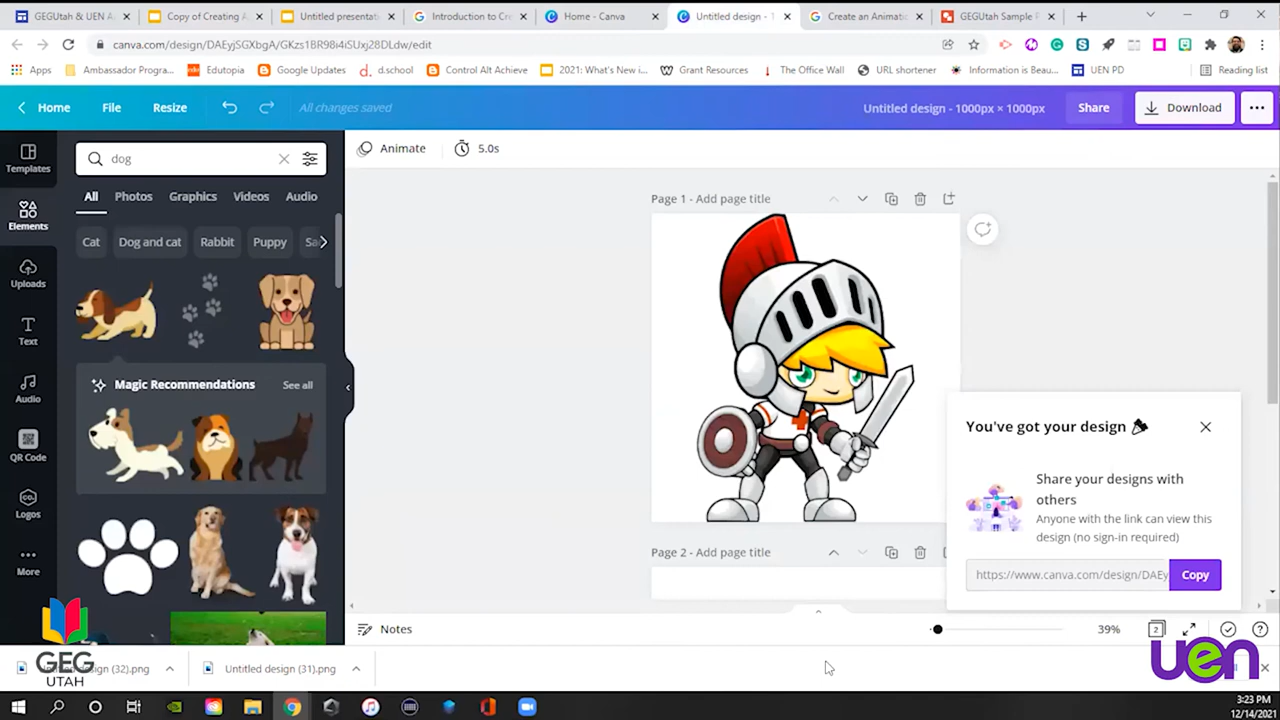 GEGUtah & UEN A
Copy of Creating A
Untitled presentati
Introduction to Cre
Home - Canva
Untitled design - 1
Create an Animatio
GEGUtah Sample P
canva.com/design/DAEyjSGXbgA/GKzs1BR98i4iSUxj28DLdw/edit
Apps
Ambassador Progra...
Edutopia
Google Updates
d.school
Control Alt Achieve
2021: What's New i...
Grant Resources
The Office Wall
URL shortener
Information is Beau...
UEN PD
Reading list
Home
File
Resize
All changes saved
Untitled design - 1000px × 1000px
Share
Download
Templates
Elements
Uploads
Text
Audio
QR Code
Logos
More
dog
All
Photos
Graphics
Videos
Audio
Cat
Dog and cat
Rabbit
Puppy
Magic Recommendations
See all
Animate
5.0s
Page 1 - Add page title
Page 2 - Add page title
You've got your design
Share your designs with
others
Anyone with the link can view this
design (no sign-in required)
https://www.canva.com/design/DAEy
Copy
Notes
2
39%
design (32).png
Untitled design (31).png
GEG
UTAH
uen
3:23 PM
12/14/2021